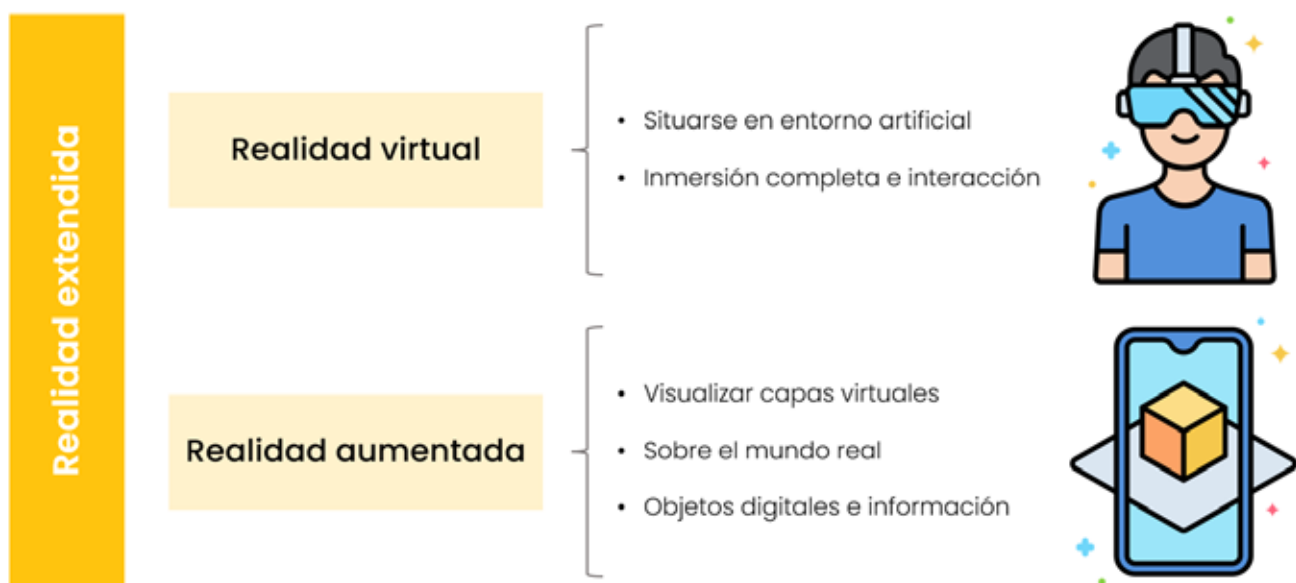 Realidad extendida
Realidad virtual
• Situarse en entorno artificial
• Inmersión completa e interacción
Realidad aumentada
• Visualizar capas virtuales
• Sobre el mundo real
• Objetos digitales e información